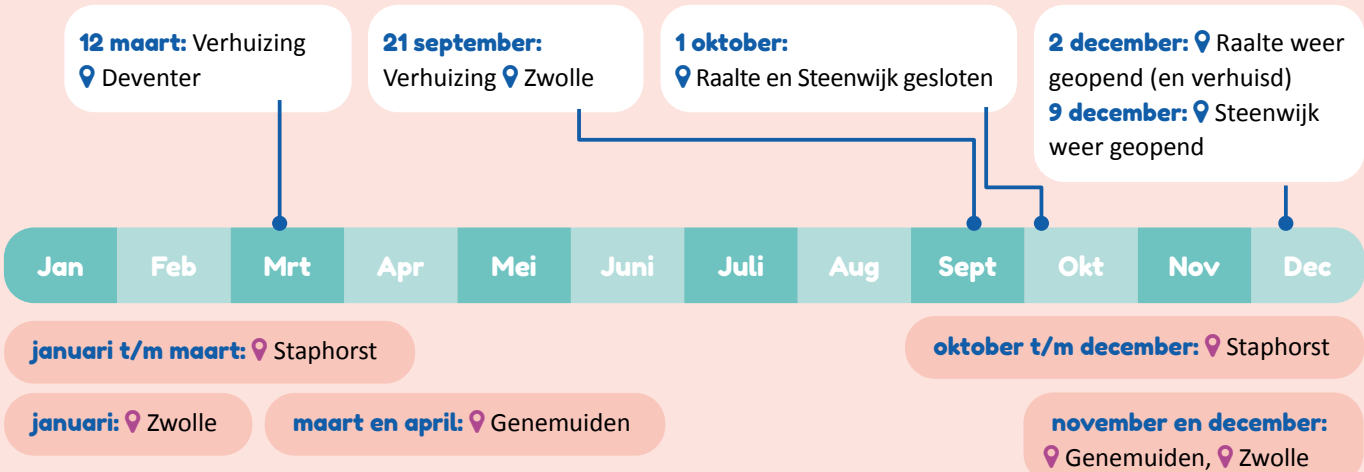 12 maart: Verhuizing
Deventer
21 september:
Verhuizing Zwolle
1 oktober:
Raalte en Steenwijk gesloten
2 december: Raalte weer
geopend (en verhuisd)
9 december: Steenwijk
weer geopend
Jan Feb Mrt Apr Mei Juni Juli Aug Sept Okt Nov Dec
januari t/m maart: Staphorst
oktober t/m december: Staphorst
januari: Zwolle
maart en april: Genemuiden
november en december:
Genemuiden, Zwolle